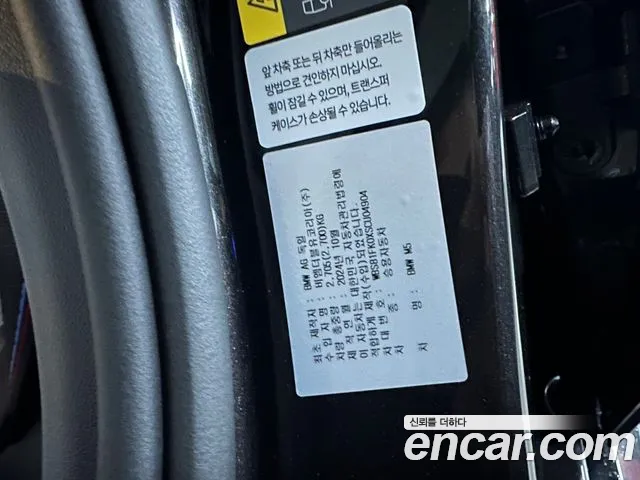 앞 차축 또는 뒤 차축만 들어올리는
방법으로 견인하지 마십시오.
휠이 잠길 수 있으며, 트랜스퍼
케이스가 손상될 수 있습니다.
최초 제작자 : BMW AG 독일
수 입 자 명 : 비엠더블유코리아(주)
차량 총중량 : 2,705(2,700)KG
제 작 연 월 : 2024년 10월
이 자동차는 대한민국 자동차관리법령에
적합하게 제작(수입)되었습니다.
차 대 번 호 : WBS81FK0XSCU04904
차 종 : 승용자동차
차 명 : BMW M5
신뢰를 더하다
encar.com